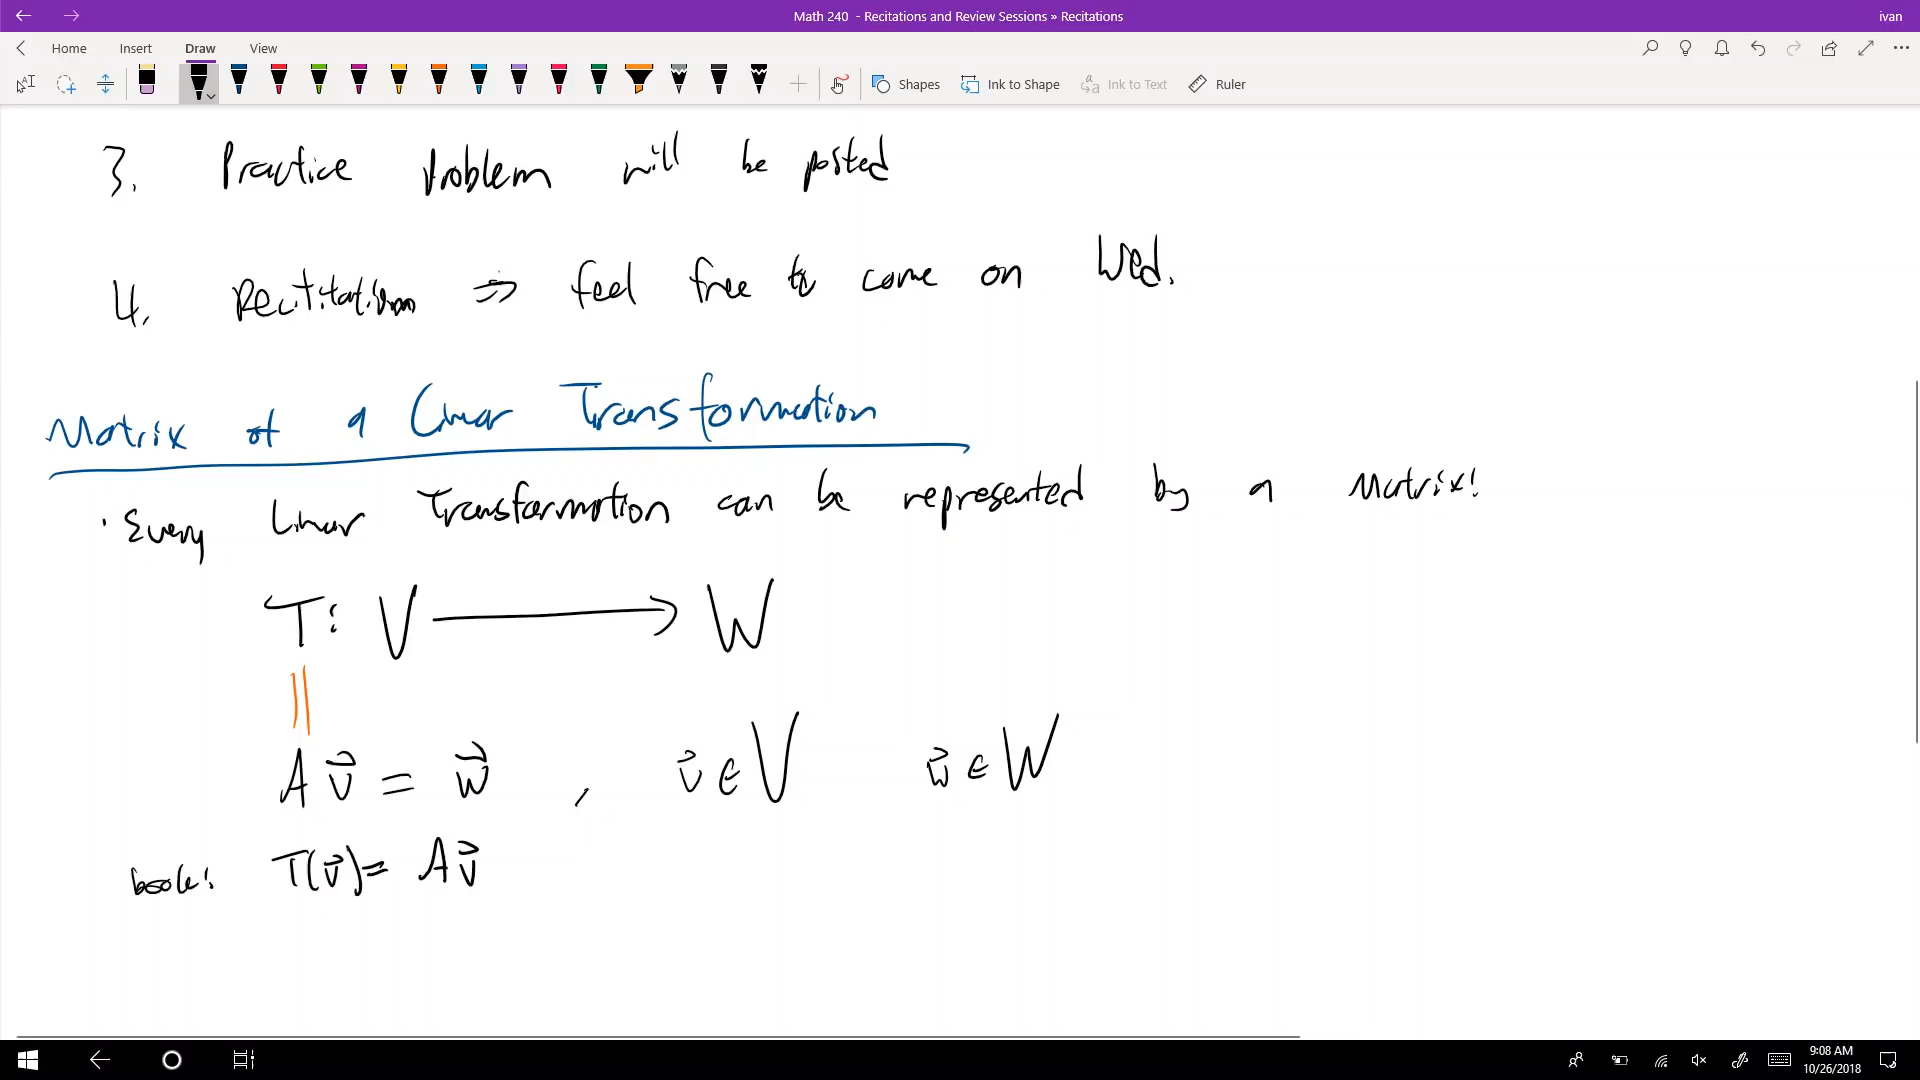 Math 240 - Recitations and Review Sessions » Recitations
ivan
Home Insert Draw View
Shapes Ink to Shape Ink to Text Ruler
3. Practice Problem will be posted
4. Rectitation ⇒ feel free to come on Wed.
Matrix of a Linear Transformation
· Every Linear Transformation can be represented by a Matrix!
T: V ⟶ W
||
A v⃗ = w⃗ , v⃗ ∈ V w⃗ ∈ W
book: T(v⃗) = A v⃗
9:08 AM
10/26/2018